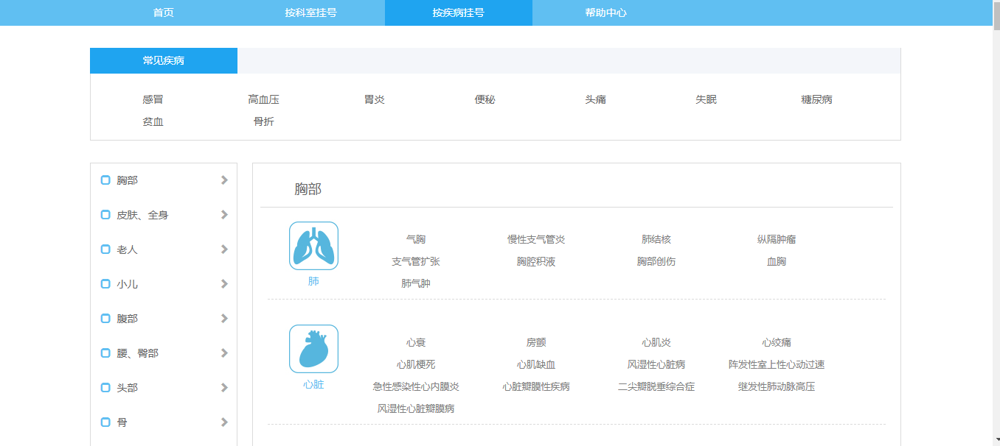 首页 按科室挂号 按疾病挂号 帮助中心
常见疾病
感冒 高血压 胃炎 便秘 头痛 失眠 糖尿病
贫血 骨折
胸部
皮肤、全身
老人
小儿
腹部
腰、臀部
头部
骨
胸部
肺
气胸 慢性支气管炎 肺结核 纵隔肿瘤
支气管扩张 胸腔积液 胸部创伤 血胸
肺气肿
心脏
心衰 房颤 心肌炎 心绞痛
心肌梗死 心肌缺血 风湿性心脏病 阵发性室上性心动过速
急性感染性心内膜炎 心脏瓣膜性疾病 二尖瓣脱垂综合症 继发性肺动脉高压
风湿性心脏瓣膜病